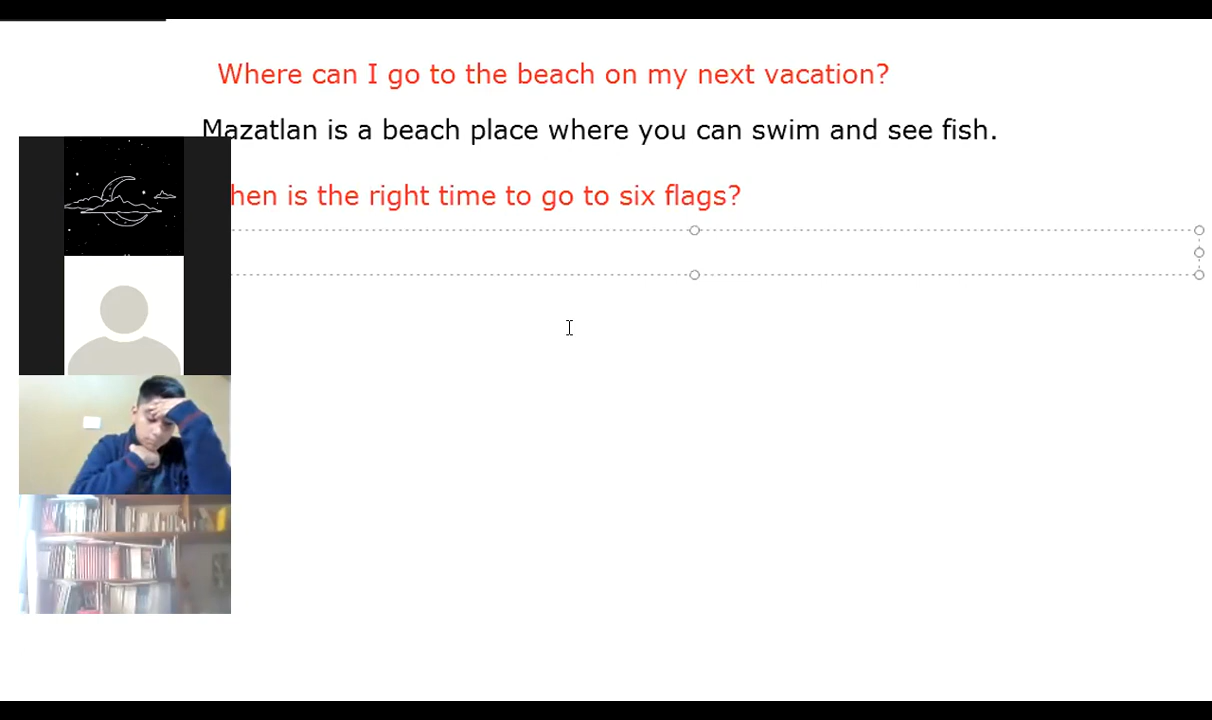 Where can I go to the beach on my next vacation?
Mazatlan is a beach place where you can swim and see fish.
hen is the right time to go to six flags?